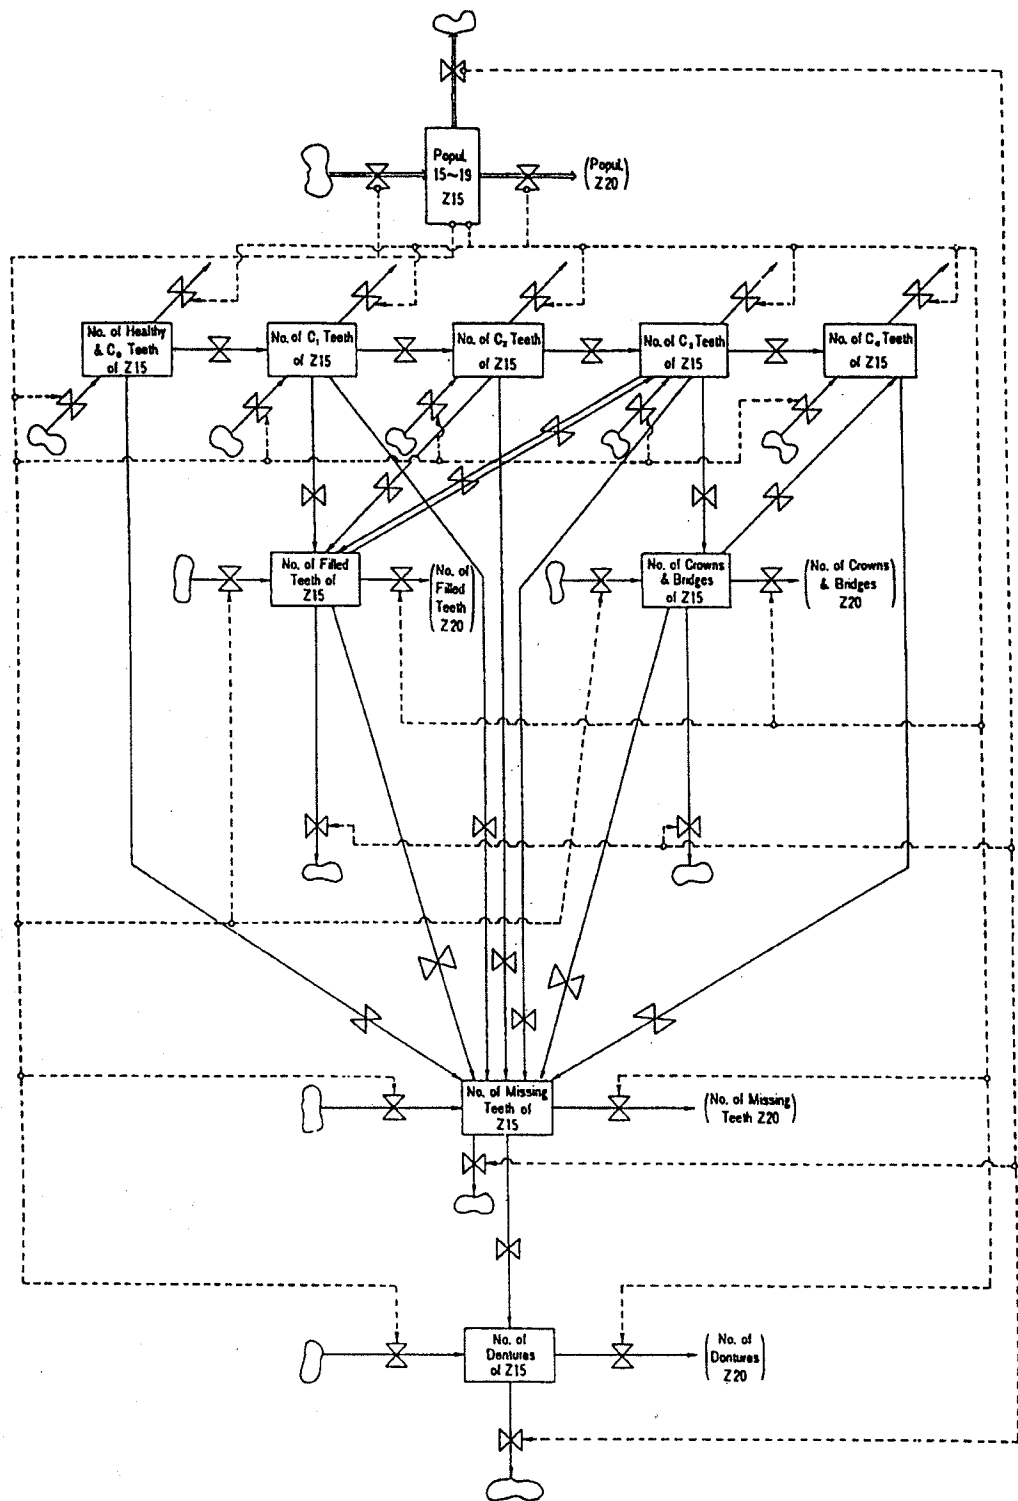 Popul.
15~19
Z15
(Popul.
Z20)
No. of Healthy
& C₀ Teeth
of Z15
No. of C₁ Teeth
of Z15
No. of C₂ Teeth
of Z15
No. of C₃ Teeth
of Z15
No. of C₄ Teeth
of Z15
No. of Filled
Teeth of
Z15
(No. of
Filled
Teeth
Z20)
No. of Crowns
& Bridges
of Z15
(No. of Crowns
& Bridges
Z20)
No. of Missing
Teeth of
Z15
(No. of Missing
Teeth Z20)
No. of
Dentures
of Z15
(No. of
Dontures
Z20)